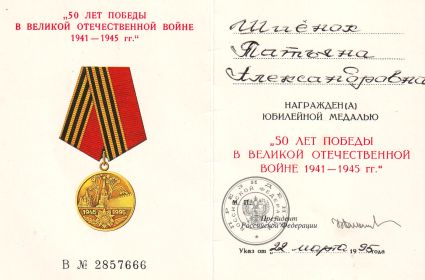 „50 ЛЕТ ПОБЕДЫ
В ВЕЛИКОЙ ОТЕЧЕСТВЕННОЙ ВОЙНЕ
1941—1945 гг.“
1945 1995
В № 2857666
Шиёнок
Татьяна
Александровна
НАГРАЖДЕН(А)
ЮБИЛЕЙНОЙ МЕДАЛЬЮ
„50 ЛЕТ ПОБЕДЫ
В ВЕЛИКОЙ ОТЕЧЕСТВЕННОЙ
ВОЙНЕ 1941—1945 гг.“
М. П.
Президент
Российской Федерации
Указ от „22 марта 1995 года